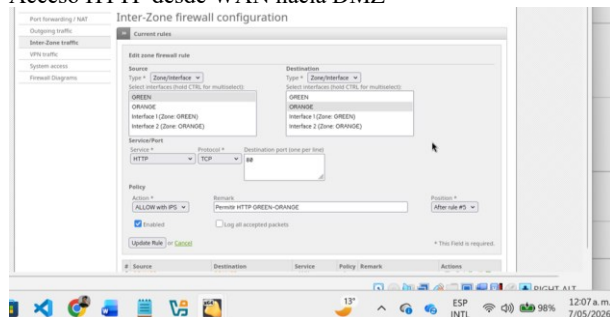 Acceso HTTP desde WAN hacia DMZ
Port forwarding / NAT
Outgoing traffic
Inter-Zone traffic
VPN traffic
System access
Firewall Diagrams
Inter-Zone firewall configuration
Current rules
Edit zone firewall rule
Source Destination
Type * Zone/Interface Type * Zone/Interface
Select interfaces (hold CTRL for multiselect): Select interfaces (hold CTRL for multiselect):
GREEN GREEN
ORANGE ORANGE
Interface 1 (Zone: GREEN) Interface 1 (Zone: GREEN)
Interface 2 (Zone: ORANGE) Interface 2 (Zone: ORANGE)
Service/Port
Service * Protocol * Destination port (one per line)
HTTP TCP 80
Policy
Action * Remark Position *
ALLOW with IPS Permite HTTP GREEN-ORANGE After rule #5
Enabled Log all accepted packets
Update Rule or Cancel * This Field is required.
# Source Destination Service Policy Remark Actions
RIGHT ALT
13°
ESP
INTL
98%
12:07 a. m.
7/05/2026